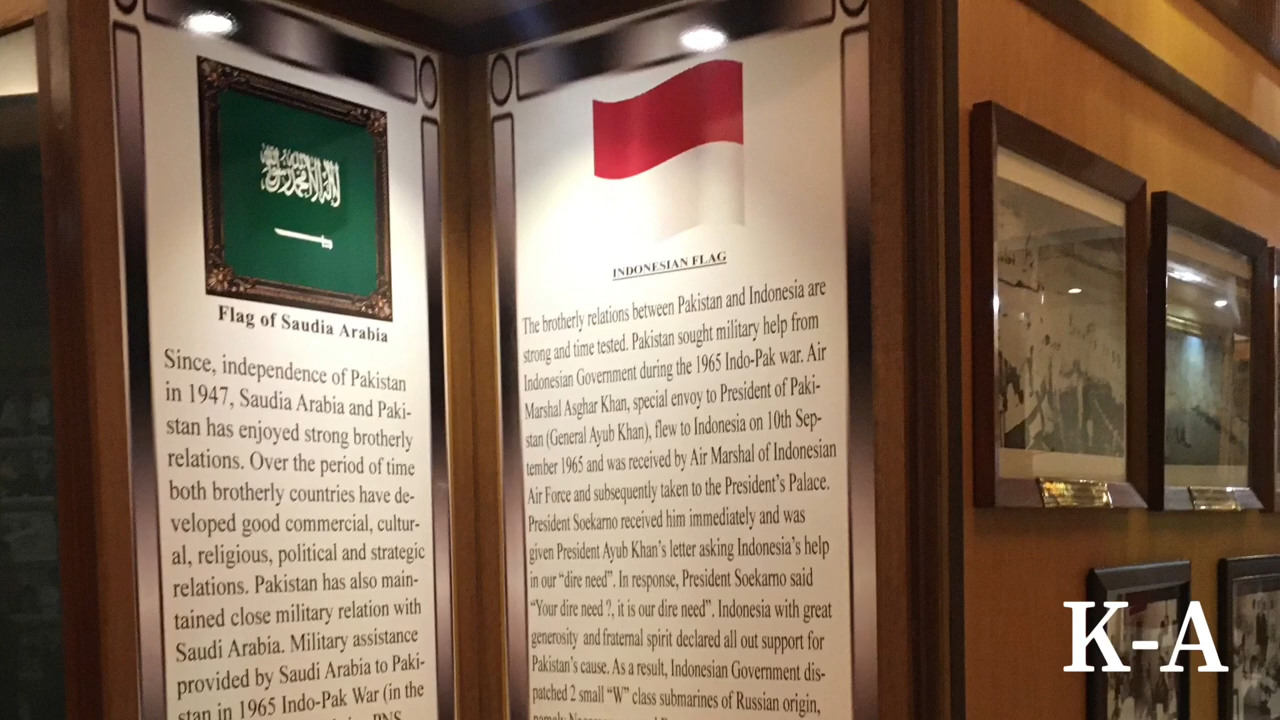 لا إله إلا الله محمد رسول الله
Flag of Saudia Arabia
Since, independence of Pakistan
in 1947, Saudia Arabia and Paki-
stan has enjoyed strong brotherly
relations. Over the period of time
both brotherly countries have de-
veloped good commercial, cultur-
al, religious, political and strategic
relations. Pakistan has also main-
tained close military relation with
Saudi Arabia. Military assistance
provided by Saudi Arabia to Paki-
stan in 1965 Indo-Pak War (in the
PNS
INDONESIAN FLAG
The brotherly relations between Pakistan and Indonesia are
strong and time tested. Pakistan sought military help from
Indonesian Government during the 1965 Indo-Pak war. Air
Marshal Asghar Khan, special envoy to President of Paki-
stan (General Ayub Khan), flew to Indonesia on 10th Sep-
tember 1965 and was received by Air Marshal of Indonesian
Air Force and subsequently taken to the President's Palace.
President Soekarno received him immediately and was
given President Ayub Khan's letter asking Indonesia's help
in our "dire need". In response, President Soekarno said
"Your dire need ?, it is our dire need". Indonesia with great
generosity and fraternal spirit declared all out support for
Pakistan's cause. As a result, Indonesian Government dis-
patched 2 small "W" class submarines of Russian origin,
namely
K-A